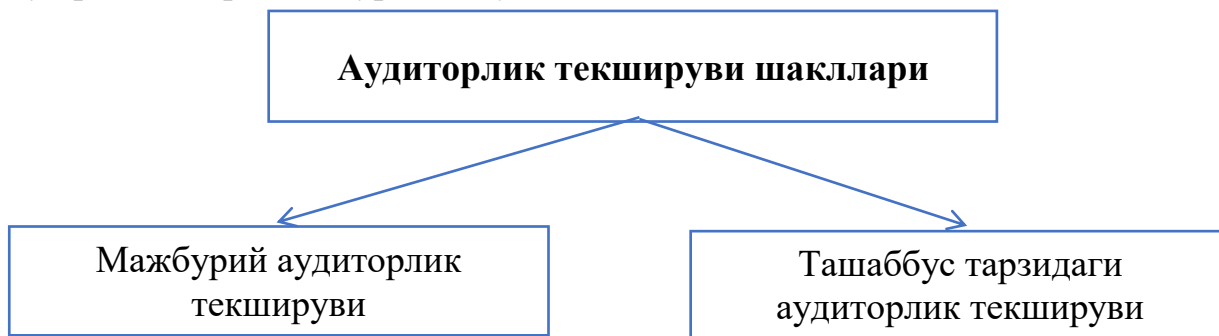 Аудиторлик текшируви шакллари
Мажбурий аудиторлик
текшируви
Ташаббус тарзидаги
аудиторлик текшируви